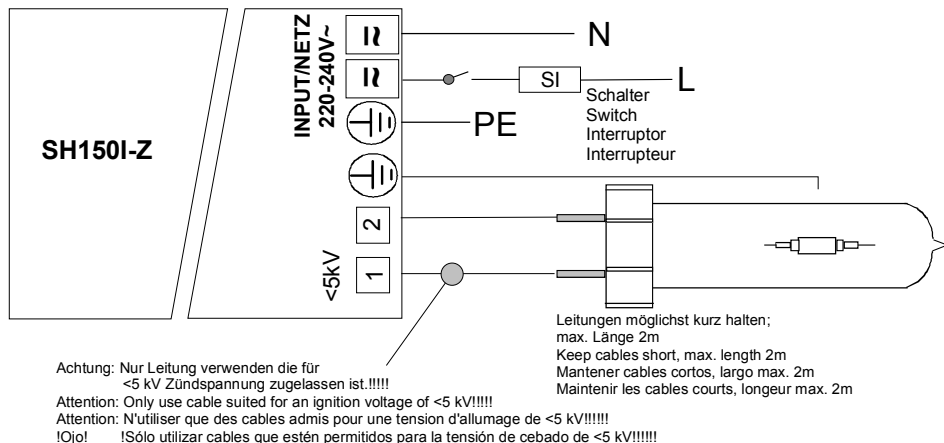 SH150I-Z
INPUT/NETZ
220-240V~
≈
≈
N
SI
L
Schalter
Switch
Interruptor
Interrupteur
PE
2
<5kV
1
Leitungen möglichst kurz halten;
max. Länge 2m
Keep cables short, max. length 2m
Mantener cables cortos, largo max. 2m
Maintenir les cables courts, longeur max. 2m
Achtung: Nur Leitung verwenden die für
<5 kV Zündspannung zugelassen ist.!!!!!
Attention: Only use cable suited for an ignition voltage of <5 kV!!!!!
Attention: N'utiliser que des cables admis pour une tension d'allumage de <5 kV!!!!!!
!Ojo! !Sólo utilizar cables que estén permitidos para la tensión de cebado de <5 kV!!!!!!